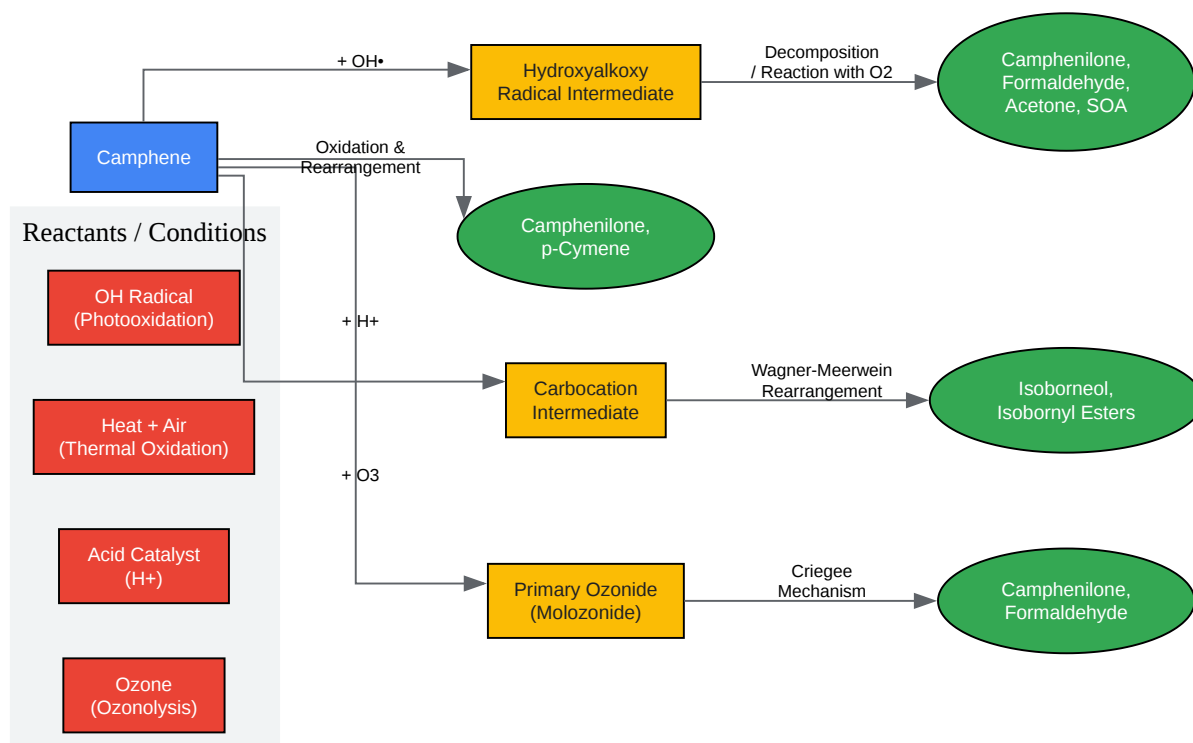 + OH•
Hydroxyalkoxy
Radical Intermediate
Decomposition
/ Reaction with O2
Camphenilone,
Formaldehyde,
Acetone, SOA
Camphene
Oxidation &
Rearrangement
Camphenilone,
p-Cymene
Reactants / Conditions
OH Radical
(Photooxidation)
+ H+
Carbocation
Intermediate
Wagner-Meerwein
Rearrangement
Isoborneol,
Isobornyl Esters
Heat + Air
(Thermal Oxidation)
+ O3
Acid Catalyst
(H+)
Primary Ozonide
(Molozonide)
Criegee
Mechanism
Camphenilone,
Formaldehyde
Ozone
(Ozonolysis)